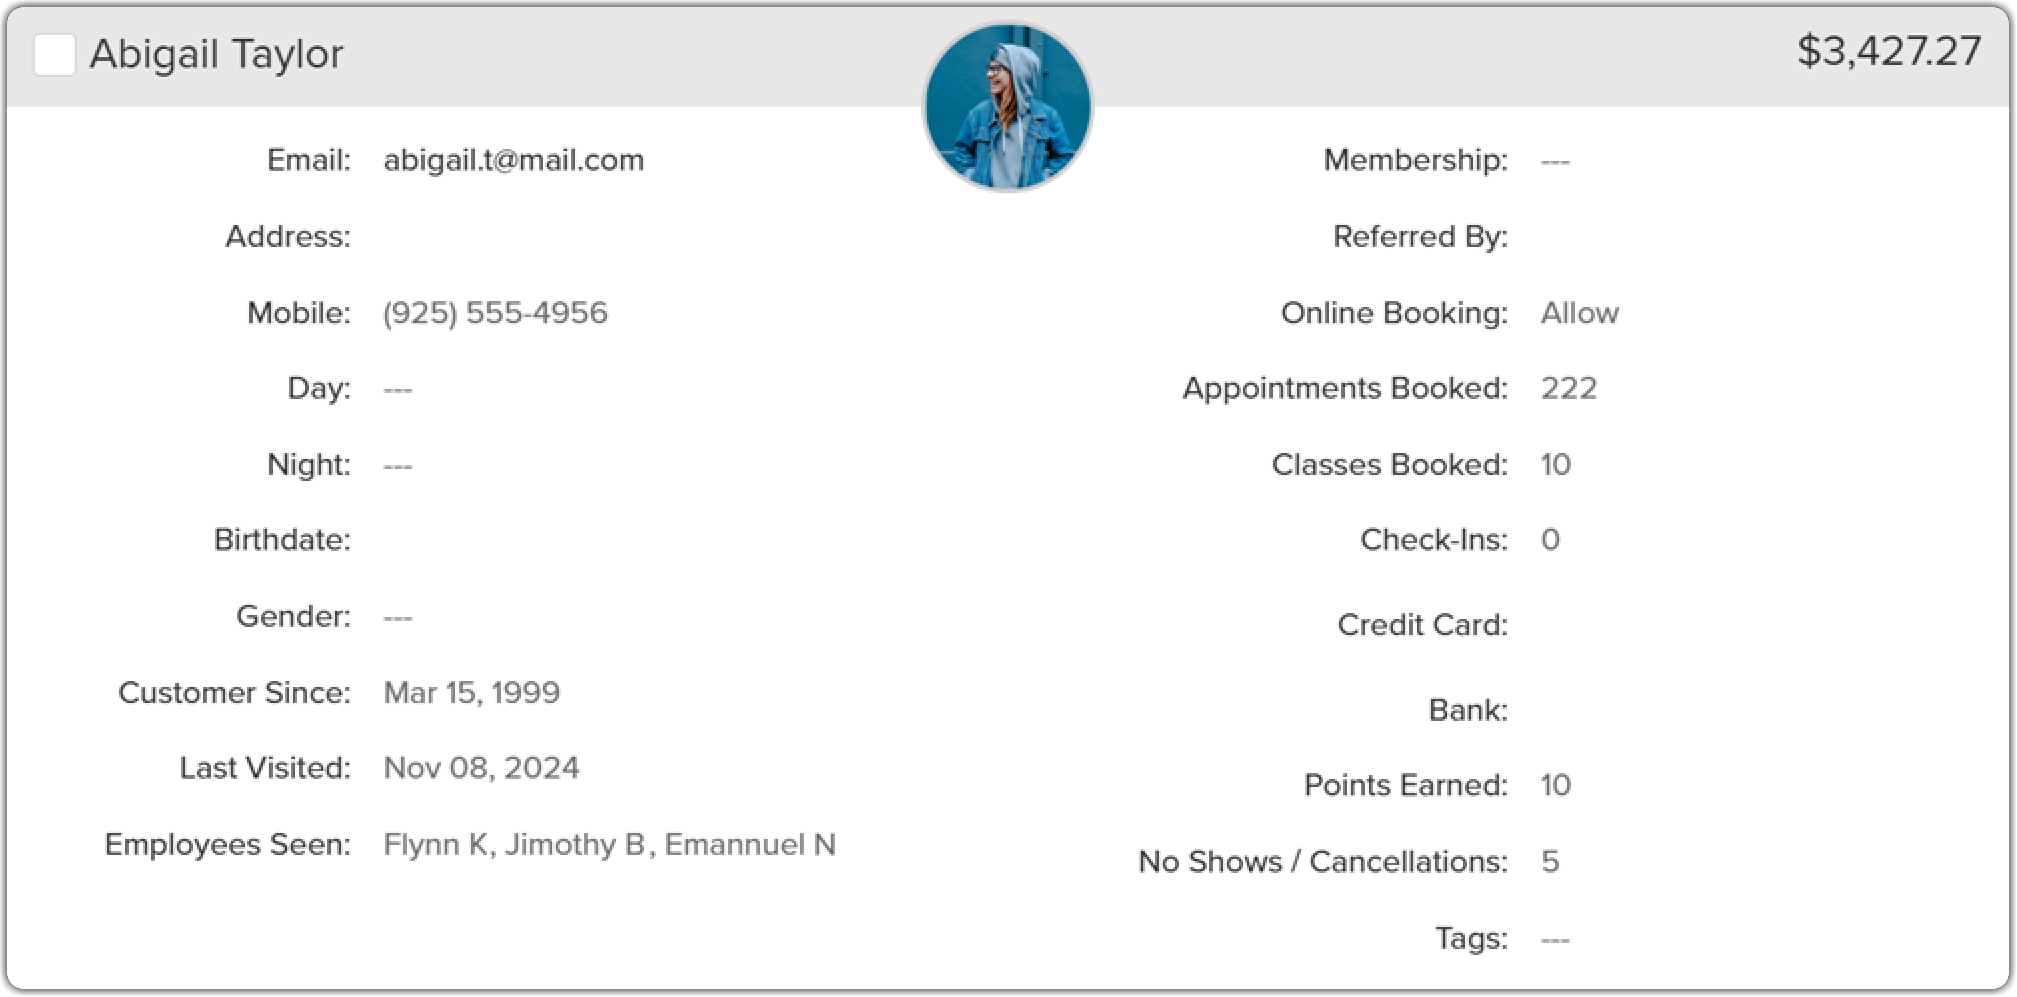 Abigail Taylor
$3,427.27
Email: abigail.t@mail.com
Address:
Mobile: (925) 555-4956
Day: ---
Night: ---
Birthdate:
Gender: ---
Customer Since: Mar 15, 1999
Last Visited: Nov 08, 2024
Employees Seen: Flynn K, Jimothy B, Emannuel N
Membership: ---
Referred By:
Online Booking: Allow
Appointments Booked: 222
Classes Booked: 10
Check-Ins: 0
Credit Card:
Bank:
Points Earned: 10
No Shows / Cancellations: 5
Tags: ---